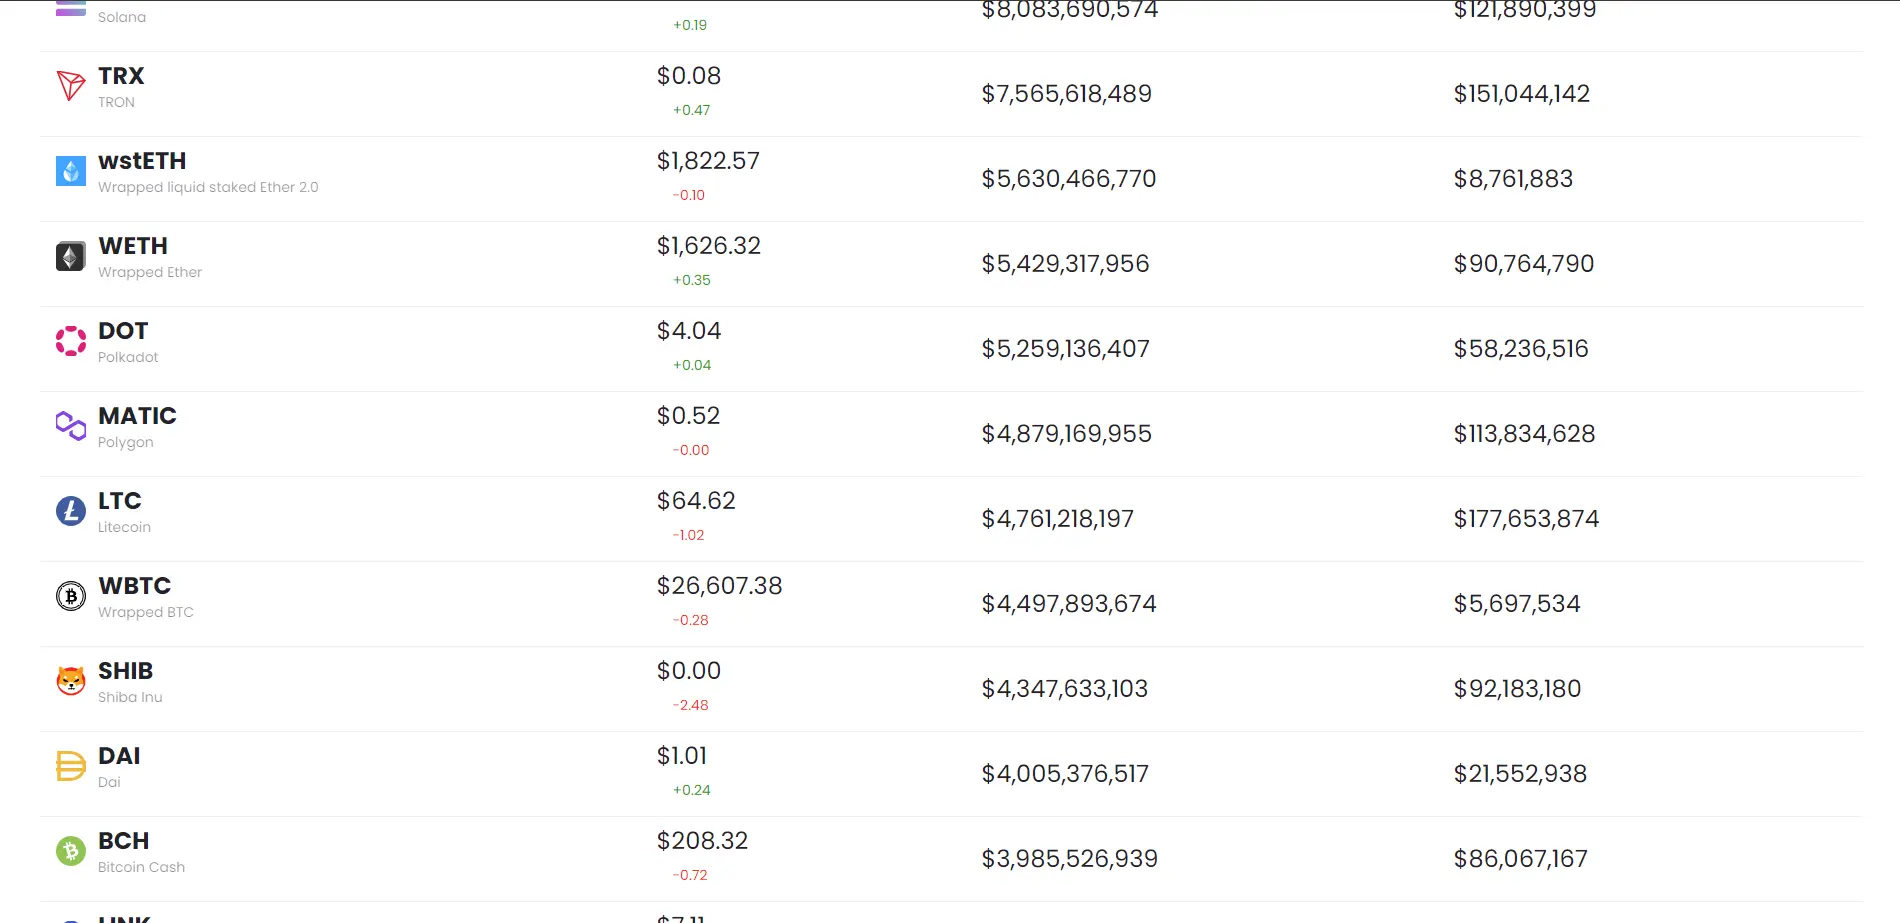 Solana +0.19 $8,083,690,574 $121,890,399
TRX $0.08
TRON +0.47 $7,565,618,489 $151,044,142
wstETH $1,822.57
Wrapped liquid staked Ether 2.0 -0.10 $5,630,466,770 $8,761,883
WETH $1,626.32
Wrapped Ether +0.35 $5,429,317,956 $90,764,790
DOT $4.04
Polkadot +0.04 $5,259,136,407 $58,236,516
MATIC $0.52
Polygon -0.00 $4,879,169,955 $113,834,628
LTC $64.62
Litecoin -1.02 $4,761,218,197 $177,653,874
WBTC $26,607.38
Wrapped BTC -0.28 $4,497,893,674 $5,697,534
SHIB $0.00
Shiba Inu -2.48 $4,347,633,103 $92,183,180
DAI $1.01
Dai +0.24 $4,005,376,517 $21,552,938
BCH $208.32
Bitcoin Cash -0.72 $3,985,526,939 $86,067,167
LINK $7.11